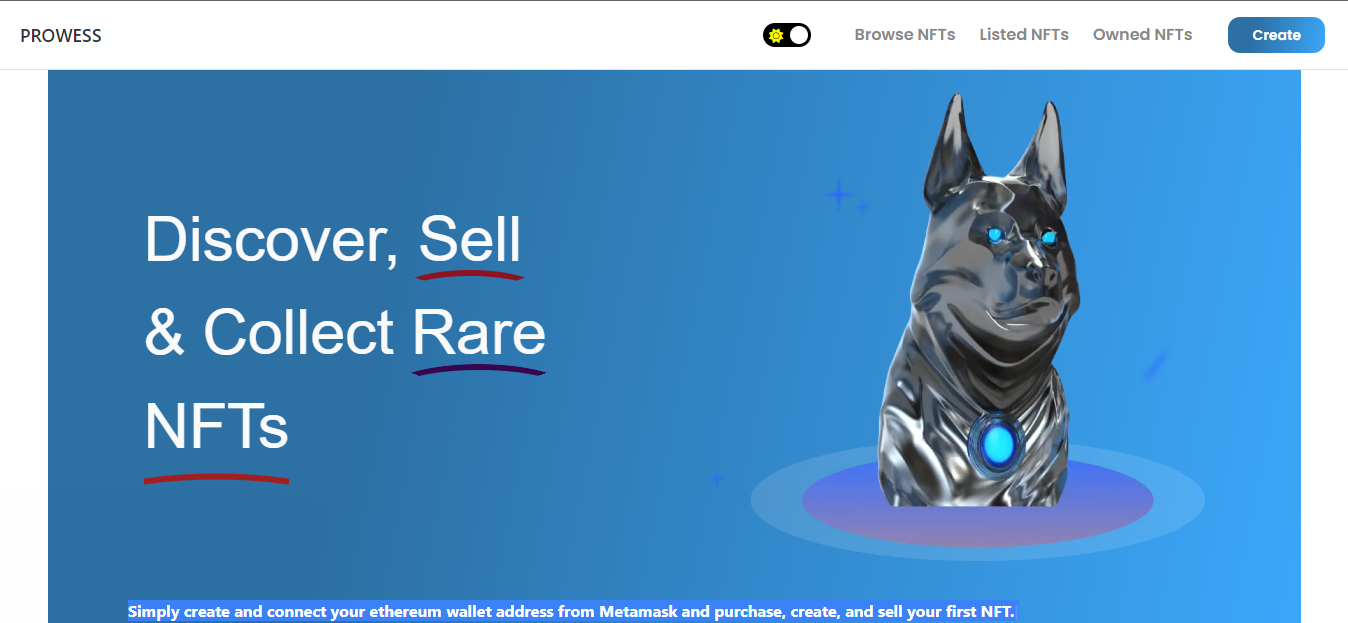 PROWESS
Browse NFTs
Listed NFTs
Owned NFTs
Create
Discover, Sell
& Collect Rare
NFTs
Simply create and connect your ethereum wallet address from Metamask and purchase, create, and sell your first NFT.